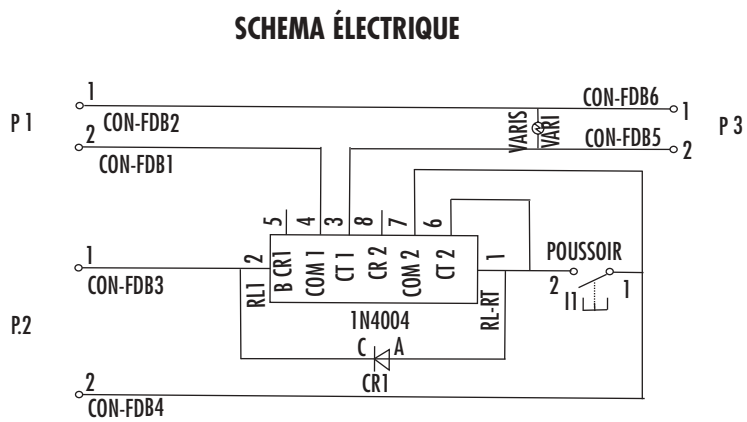 SCHEMA ÉLECTRIQUE
1
CON-FDB6
1
P 1
CON-FDB2
VARIS
VARI
P 3
2
CON-FDB5
2
CON-FDB1
5
4
3
8
7
6
1
2
B CR1
COM 1
CT 1
CR 2
COM 2
CT 2
1
POUSSOIR
CON-FDB3
RL1
RL-RT
2
I1
1
P.2
1N4004
C
A
CR1
2
CON-FDB4